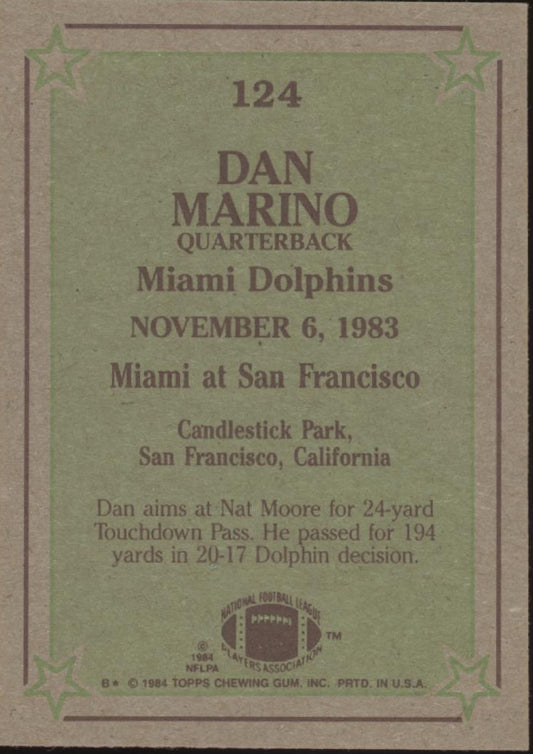 124
DAN
MARINO
QUARTERBACK
Miami Dolphins
NOVEMBER 6, 1983
Miami at San Francisco
Candlestick Park,
San Francisco, California
Dan aims at Nat Moore for 24-yard
Touchdown Pass. He passed for 194
yards in 20-17 Dolphin decision.
NATIONAL FOOTBALL LEAGUE
PLAYERS ASSOCIATION
TM
©
1984
NFLPA
B* © 1984 TOPPS CHEWING GUM, INC. PRTD. IN U.S.A.